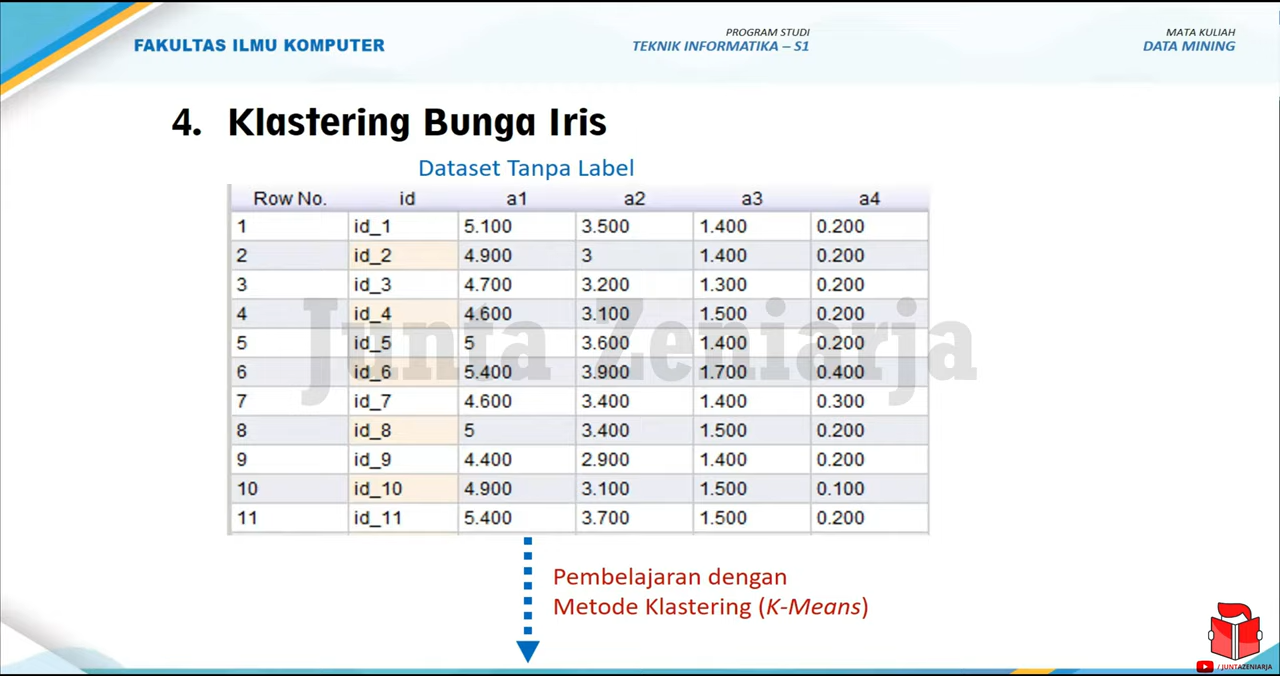 FAKULTAS ILMU KOMPUTER
PROGRAM STUDI
TEKNIK INFORMATIKA – S1
MATA KULIAH
DATA MINING
4. Klastering Bunga Iris
Dataset Tanpa Label
Row No. id a1 a2 a3 a4
1 id_1 5.100 3.500 1.400 0.200
2 id_2 4.900 3 1.400 0.200
3 id_3 4.700 3.200 1.300 0.200
4 id_4 4.600 3.100 1.500 0.200
5 id_5 5 3.600 1.400 0.200
6 id_6 5.400 3.900 1.700 0.400
7 id_7 4.600 3.400 1.400 0.300
8 id_8 5 3.400 1.500 0.200
9 id_9 4.400 2.900 1.400 0.200
10 id_10 4.900 3.100 1.500 0.100
11 id_11 5.400 3.700 1.500 0.200
Junta Zeniarja
Pembelajaran dengan
Metode Klastering (K-Means)
/ JUNTAZENIARJA